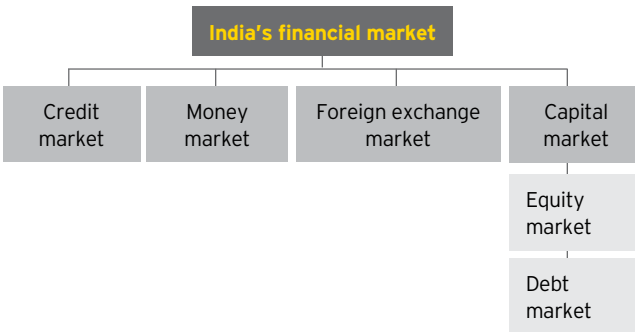 India’s financial market
Credit
market
Money
market
Foreign exchange
market
Capital
market
Equity
market
Debt
market